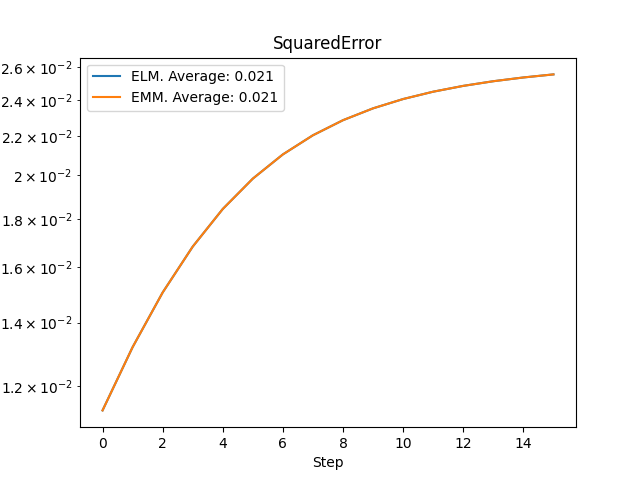 SquaredError
ELM. Average: 0.021
EMM. Average: 0.021
2.6 × 10⁻²
2.4 × 10⁻²
2.2 × 10⁻²
2 × 10⁻²
1.8 × 10⁻²
1.6 × 10⁻²
1.4 × 10⁻²
1.2 × 10⁻²
0 2 4 6 8 10 12 14
Step